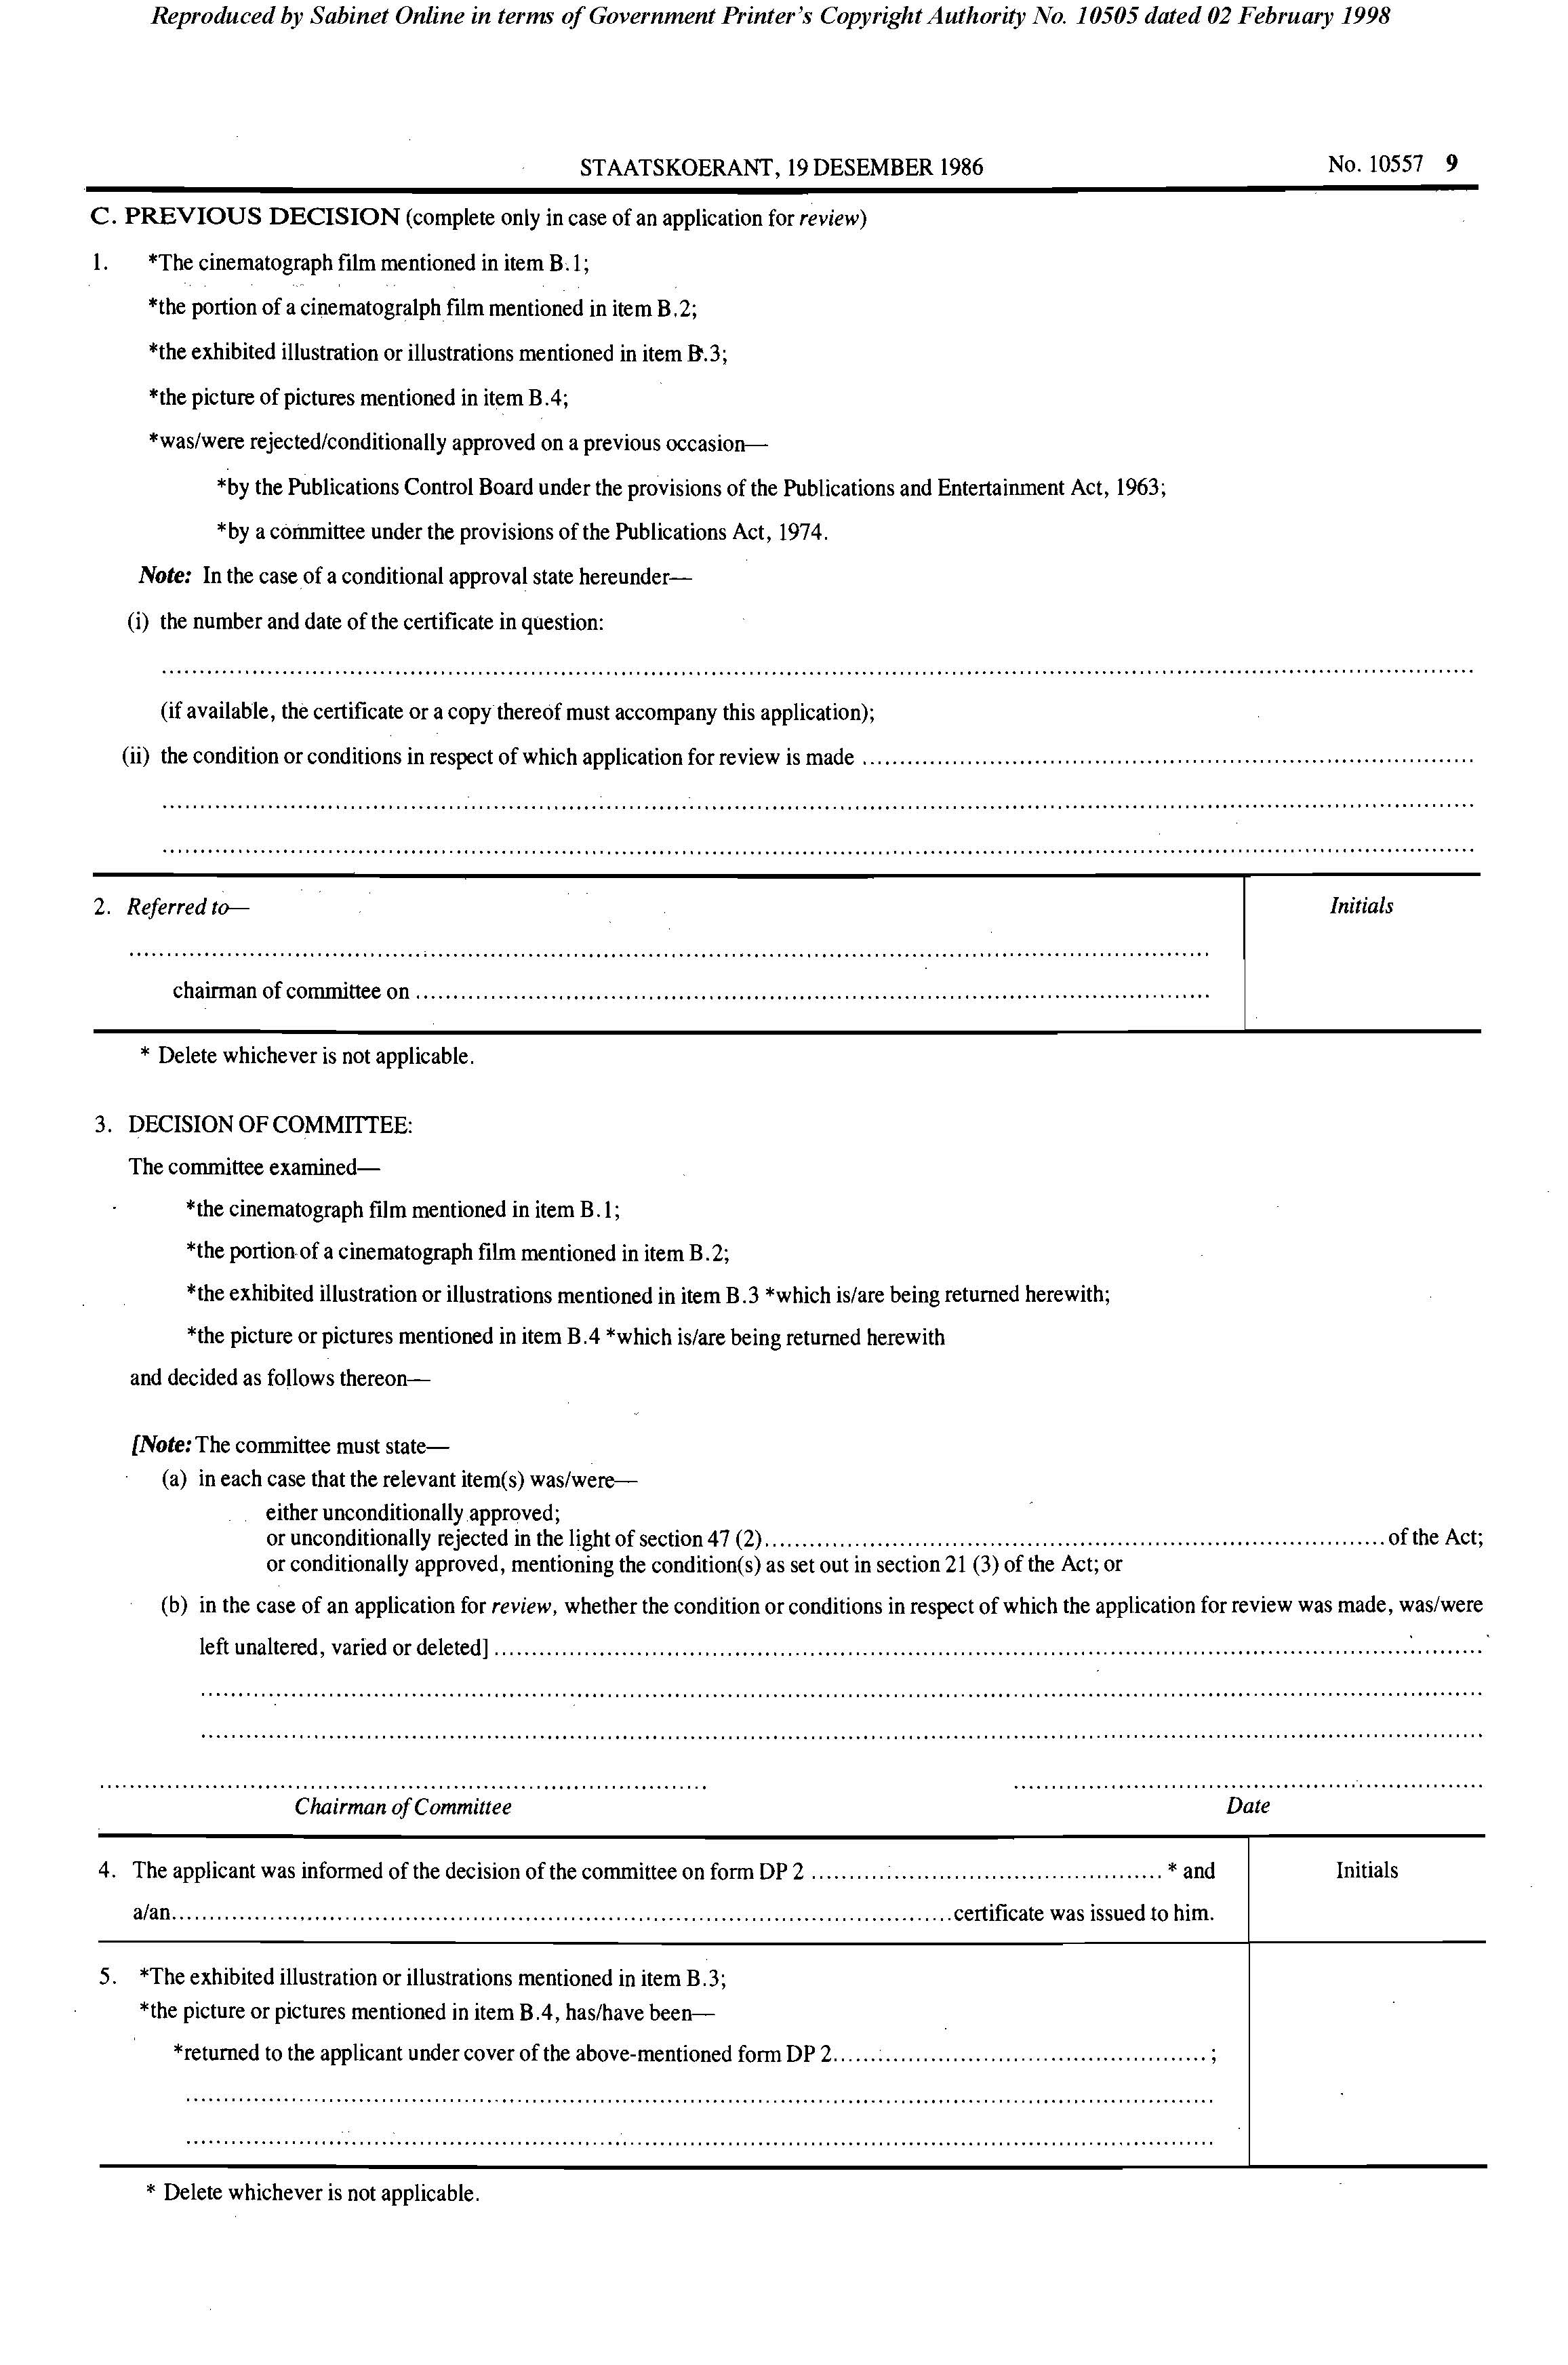 Reproduced by Sabinet Online in terms of Government Printer's Copyright Authority No. 10505 dated 02 February 1998
STAATSKOERANT, 19 DESEMBER 1986 No. 10557 9
C. PREVIOUS DECISION (complete only in case of an application for review)
1. *The cinematograph film mentioned in item B.1;
*the portion of a cinematogralph film mentioned in item B.2;
*the exhibited illustration or illustrations mentioned in item B.3;
*the picture of pictures mentioned in item B.4;
*was/were rejected/conditionally approved on a previous occasion—
*by the Publications Control Board under the provisions of the Publications and Entertainment Act, 1963;
*by a committee under the provisions of the Publications Act, 1974.
Note: In the case of a conditional approval state hereunder—
(i) the number and date of the certificate in question:
(if available, the certificate or a copy thereof must accompany this application);
(ii) the condition or conditions in respect of which application for review is made
2. Referred to— Initials
chairman of committee on
* Delete whichever is not applicable.
3. DECISION OF COMMITTEE:
The committee examined—
*the cinematograph film mentioned in item B.1;
*the portion of a cinematograph film mentioned in item B.2;
*the exhibited illustration or illustrations mentioned in item B.3 *which is/are being returned herewith;
*the picture or pictures mentioned in item B.4 *which is/are being returned herewith
and decided as follows thereon—
[Note: The committee must state—
(a) in each case that the relevant item(s) was/were—
either unconditionally approved;
or unconditionally rejected in the light of section 47 (2) of the Act;
or conditionally approved, mentioning the condition(s) as set out in section 21 (3) of the Act; or
(b) in the case of an application for review, whether the condition or conditions in respect of which the application for review was made, was/were
left unaltered, varied or deleted]
Chairman of Committee Date
4. The applicant was informed of the decision of the committee on form DP 2 * and Initials
a/an certificate was issued to him.
5. *The exhibited illustration or illustrations mentioned in item B.3;
*the picture or pictures mentioned in item B.4, has/have been—
*returned to the applicant under cover of the above-mentioned form DP 2 ;
* Delete whichever is not applicable.